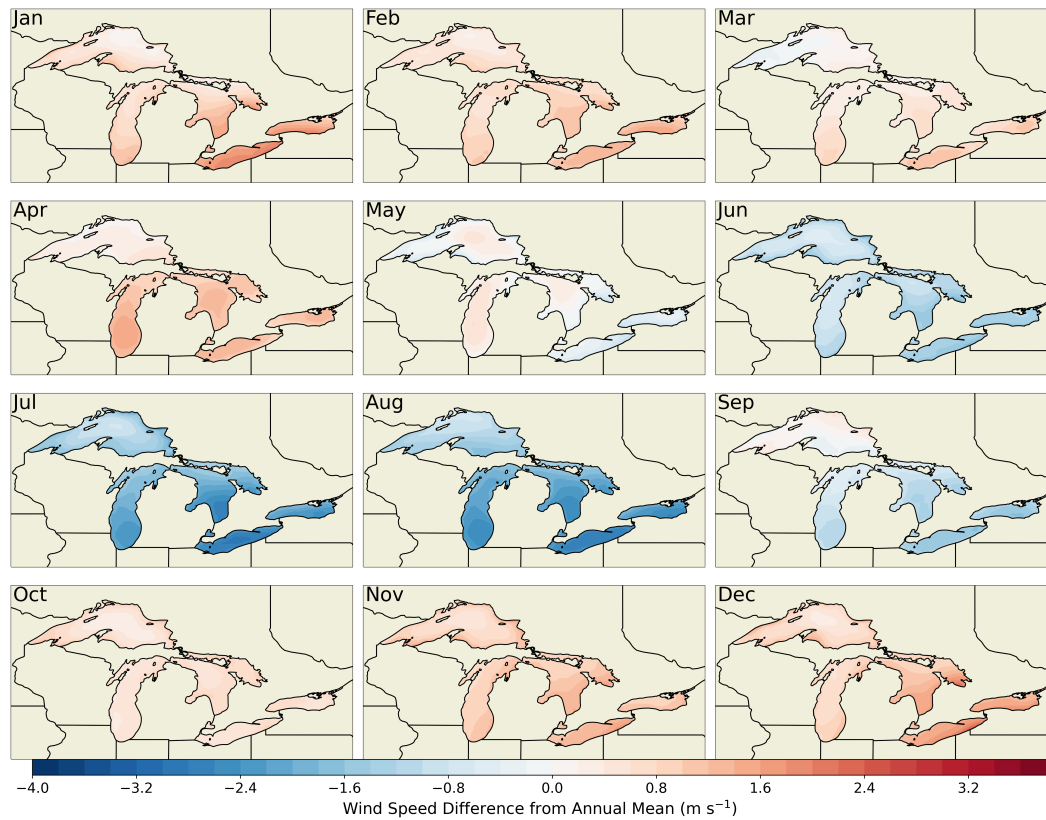 Jan Feb Mar
Apr May Jun
Jul Aug Sep
Oct Nov Dec
−4.0 −3.2 −2.4 −1.6 −0.8 0.0 0.8 1.6 2.4 3.2
Wind Speed Difference from Annual Mean (m s⁻¹)